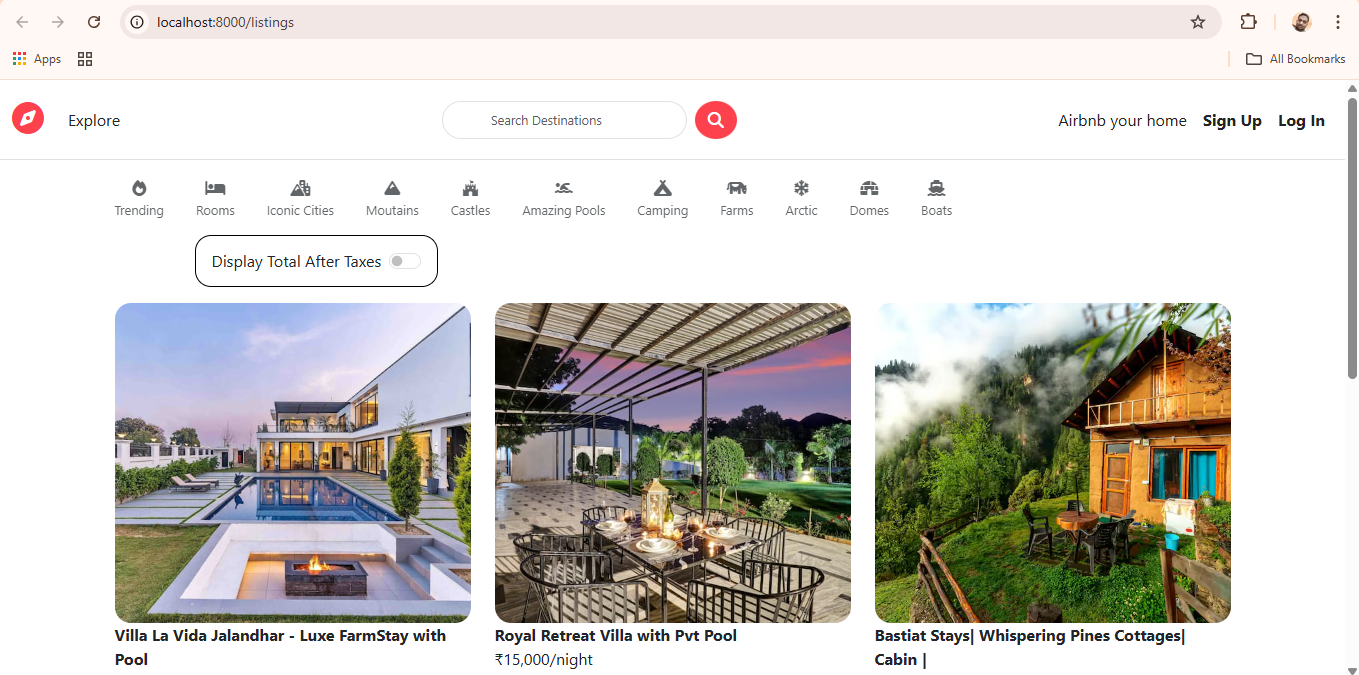 localhost:8000/listings
Apps
All Bookmarks
Explore
Search Destinations
Airbnb your home Sign Up Log In
Trending Rooms Iconic Cities Moutains Castles Amazing Pools Camping Farms Arctic Domes Boats
Display Total After Taxes
Villa La Vida Jalandhar - Luxe FarmStay with
Pool
Royal Retreat Villa with Pvt Pool
₹15,000/night
Bastiat Stays| Whispering Pines Cottages|
Cabin |